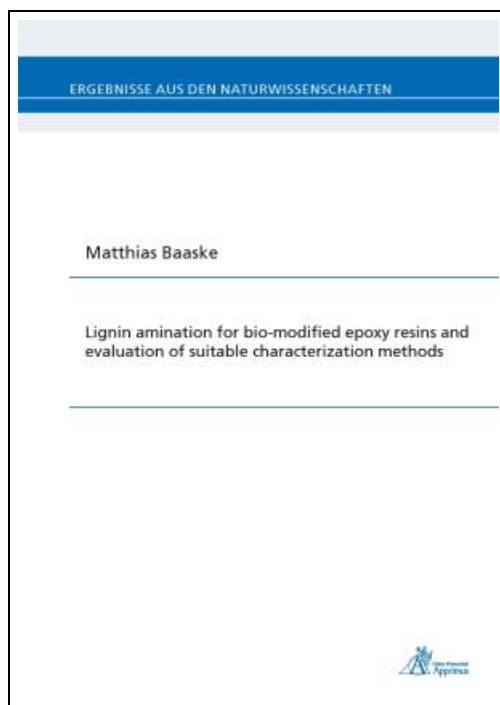 ERGEBNISSE AUS DEN NATURWISSENSCHAFTEN
Matthias Baaske
Lignin amination for bio-modified epoxy resins and
evaluation of suitable characterization methods
Apprimus